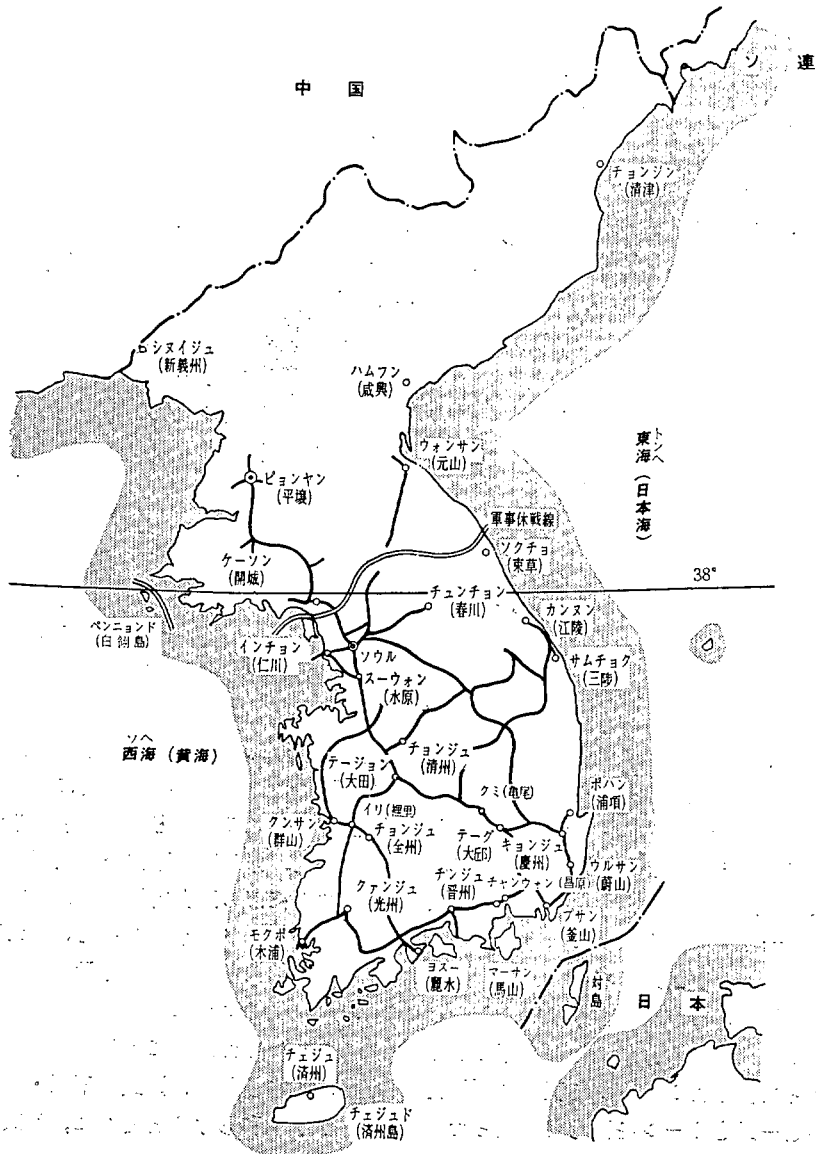 中国
ソ連
チョンジン
(清津)
シヌイジュ
(新義州)
ハムフン
(咸興)
ウォンサン
(元山)
トンヘ
東海(日本海)
ピョンヤン
(平壌)
軍事休戦線
ソクチョ
(束草)
ケーソン
(開城)
38°
チュンチョン
(春川)
カンヌン
(江陵)
ペンニョンド
(白翎島)
インチョン
(仁川)
ソウル
サムチョク
(三陸)
スーウォン
(水原)
ソヘ
西海(黄海)
チョンジュ
(清州)
テージョン
(大田)
クミ(亀尾)
ポハン
(浦項)
イリ(裡里)
クンサン
(群山)
チョンジュ
(全州)
テーグ
(大邱)
キョンジュ
(慶州)
ウルサン
(蔚山)
チンジュ
(晋州)
チャンウォン(昌原)
クァンジュ
(光州)
プサン
(釜山)
モクポ
(木浦)
ヨスー
(麗水)
マーサン
(馬山)
対島
日本
チェジュ
(済州)
チェジュド
(済州島)